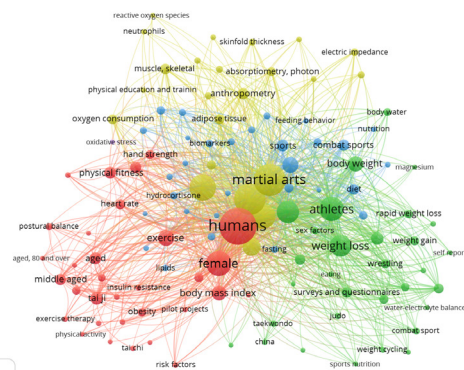 reactive oxygen species
neutrophils
skinfold thickness
electric impedance
muscle, skeletal
absorptiometry, photon
physical education and trainin
anthropometry
oxygen consumption
adipose tissue
feeding behavior
body water
nutrition
oxidative stress
biomarkers
sports
combat sports
hand strength
body weight
physical fitness
magnesium
martial arts
diet
hydrocortisone
heart rate
athletes
rapid weight loss
postural balance
humans
sex factors
exercise
weight gain
fasting
weight loss
self repor
aged, 80 and over
aged
lipids
female
wrestling
middle aged
eating
insulin resistance
tai ji
body mass index
surveys and questionnaires
water-electrolyte balance
obesity
pilot projects
exercise therapy
judo
taekwondo
physical activity
combat sport
china
tai chi
weight cycling
risk factors
sports nutrition